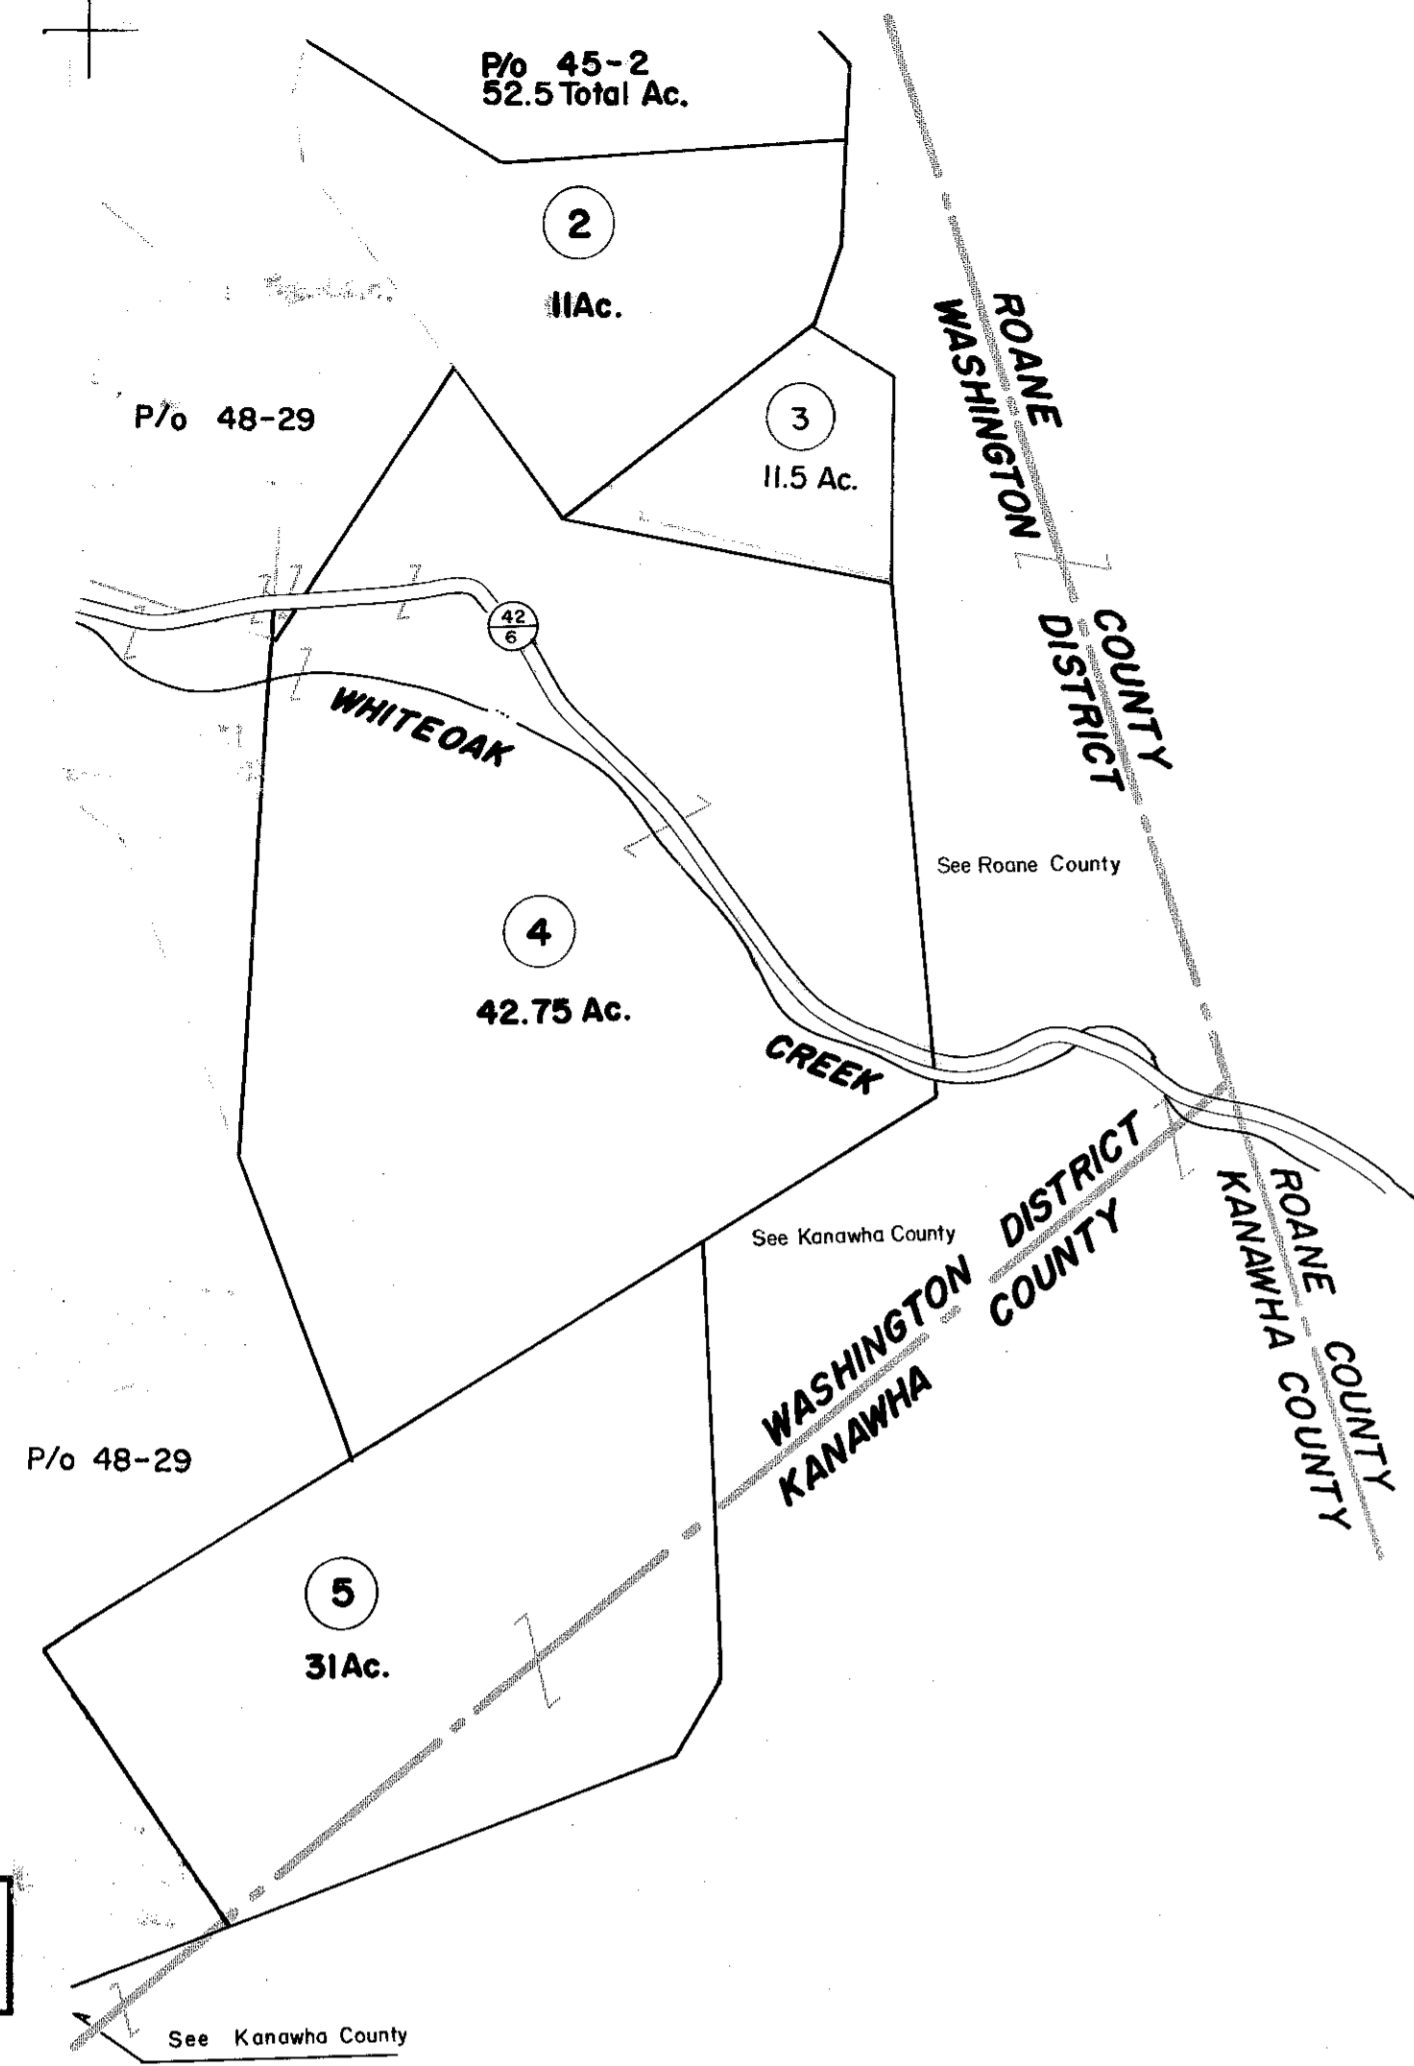 P/o 45-2
52.5 Total Ac.
2
11Ac.
P/o 48-29
3
11.5 Ac.
ROANE COUNTY
WASHINGTON DISTRICT
42
6
WHITEOAK CREEK
See Roane County
4
42.75 Ac.
See Kanawha County
WASHINGTON DISTRICT
KANAWHA COUNTY
ROANE COUNTY
KANAWHA COUNTY
P/o 48-29
5
31Ac.
See Kanawha County